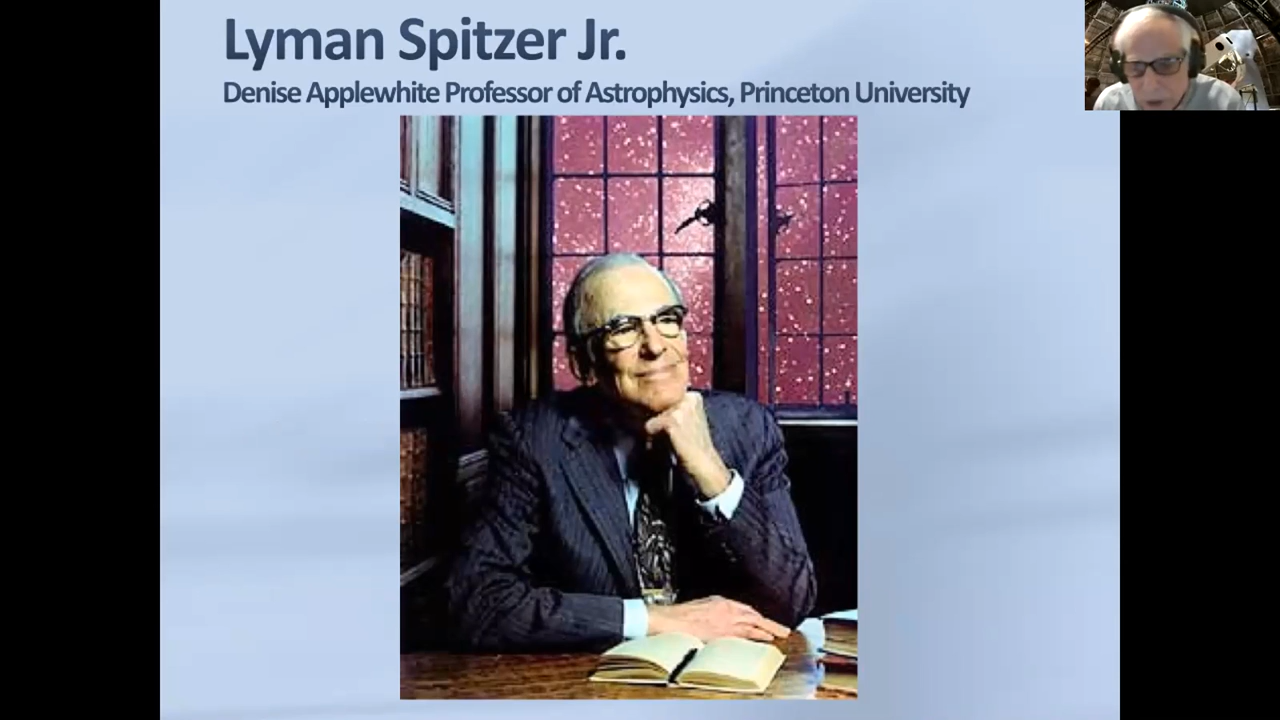 Lyman Spitzer Jr.
Denise Applewhite Professor of Astrophysics, Princeton University